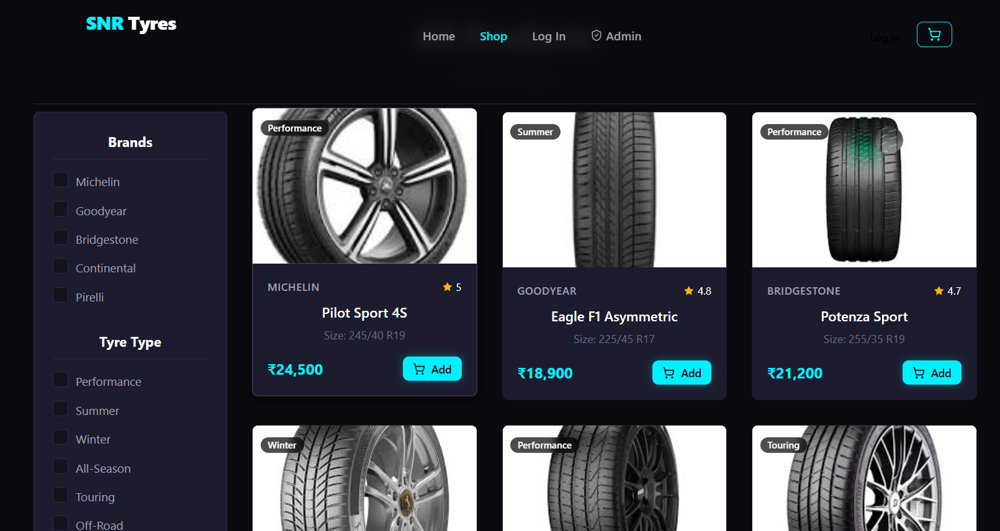 SNR Tyres
Home
Shop
Log In
Admin
Log In
Brands
Michelin
Goodyear
Bridgestone
Continental
Pirelli
Tyre Type
Performance
Summer
Winter
All-Season
Touring
Off-Road
Performance
MICHELIN
5
Pilot Sport 4S
Size: 245/40 R19
₹24,500
Add
Summer
GOODYEAR
4.8
Eagle F1 Asymmetric
Size: 225/45 R17
₹18,900
Add
Performance
BRIDGESTONE
4.7
Potenza Sport
Size: 255/35 R19
₹21,200
Add
Winter
Performance
Touring